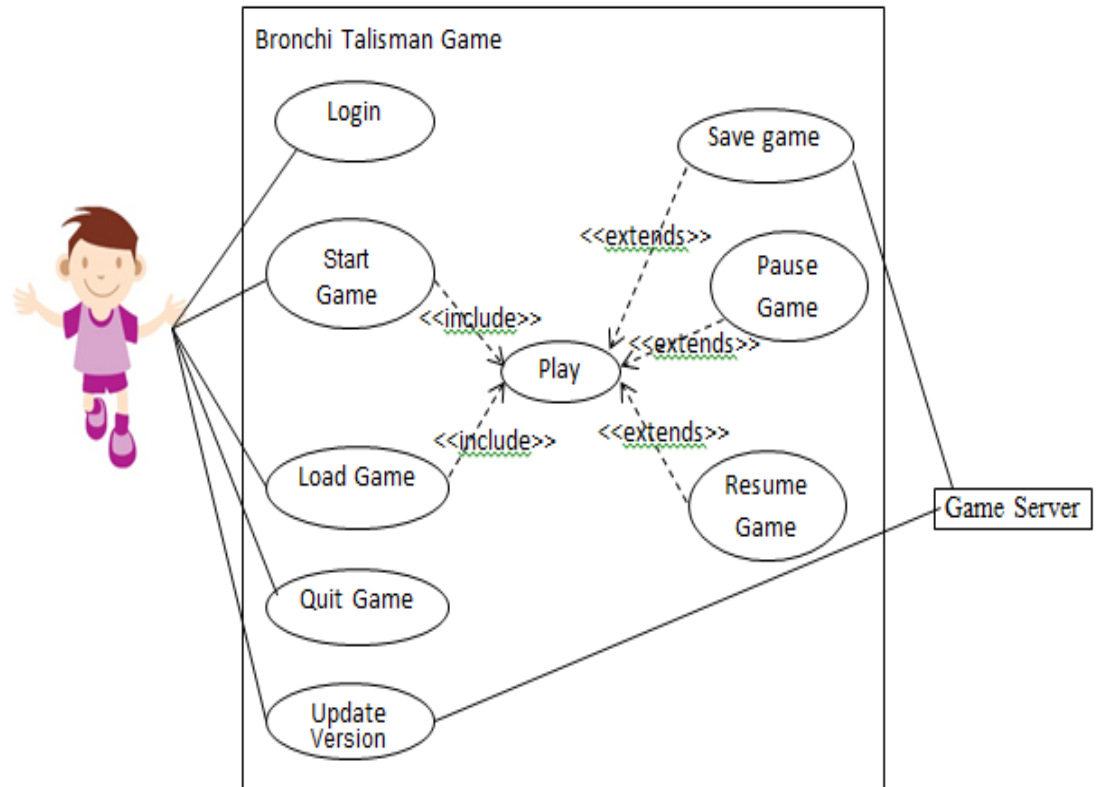 Bronchi Talisman Game
Login
Save game
<<extends>>
Start
Game
Pause
Game
<<include>>
<<extends>>
Play
<<include>>
<<extends>>
Load Game
Resume
Game
Game Server
Quit Game
Update
Version